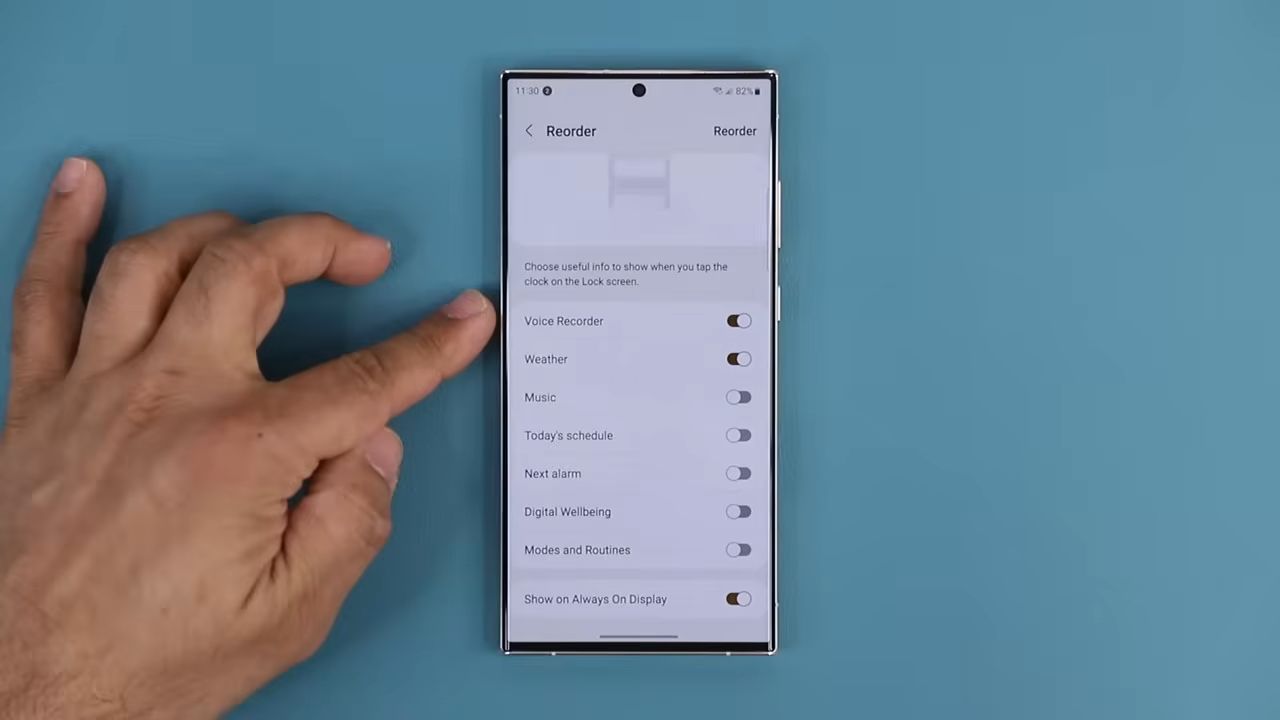 11:30 2 82%
Reorder Reorder
Choose useful info to show when you tap the
clock on the Lock screen.
Voice Recorder
Weather
Music
Today's schedule
Next alarm
Digital Wellbeing
Modes and Routines
Show on Always On Display